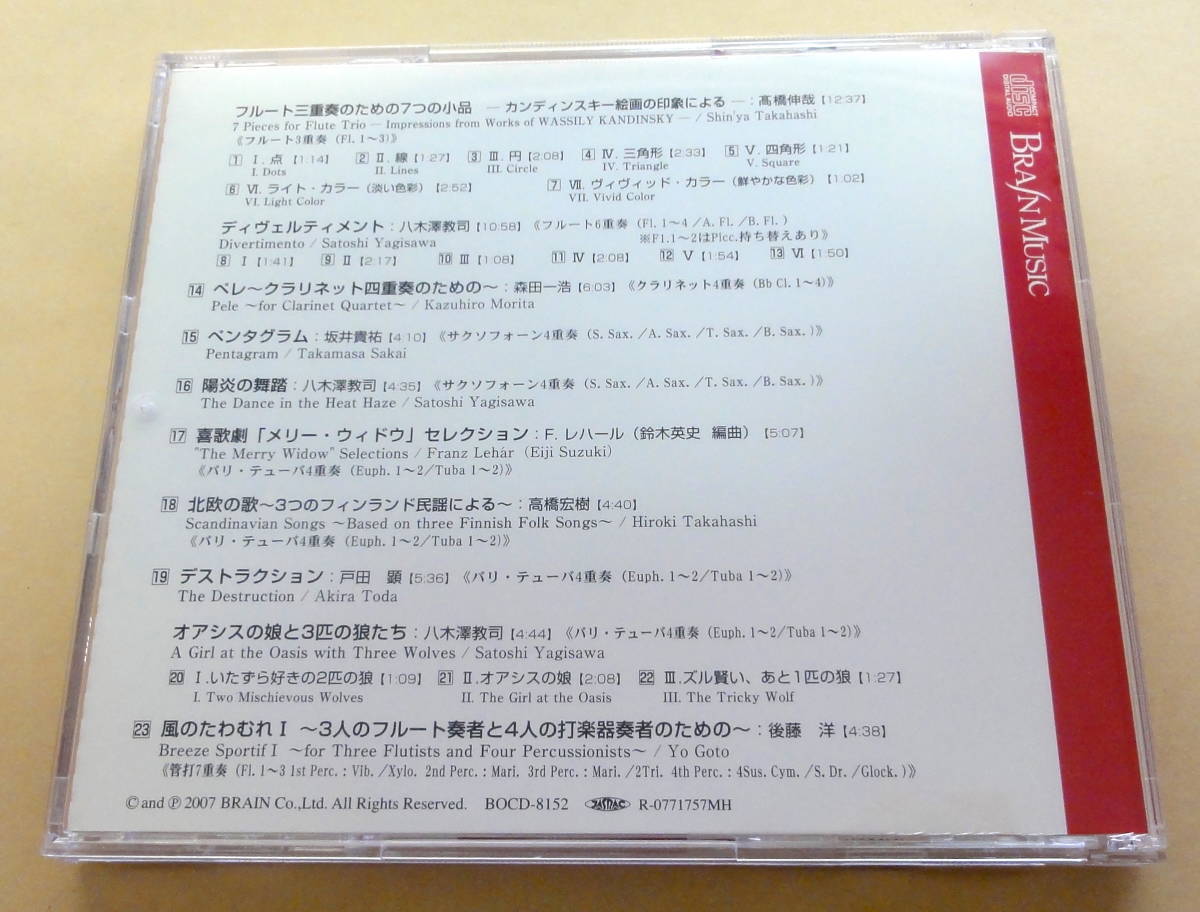 フルート三重奏のための7つの小品 ― カンディンスキー絵画の印象による ―：髙橋伸哉【12:37】
7 Pieces for Flute Trio ― Impressions from Works of WASSILY KANDINSKY ― / Shin'ya Takahashi
《フルート3重奏（Fl. 1～3）》
1 Ⅰ. 点【1:14】 2 Ⅱ. 線【1:27】 3 Ⅲ. 円【2:08】 4 Ⅳ. 三角形【2:33】 5 Ⅴ. 四角形【1:21】
I. Dots II. Lines III. Circle IV. Triangle V. Square
6 Ⅵ. ライト・カラー（淡い色彩）【2:52】 7 Ⅶ. ヴィヴィッド・カラー（鮮やかな色彩）【1:02】
VI. Light Color VII. Vivid Color
ディヴェルティメント：八木澤教司【10:58】《フルート6重奏（Fl. 1～4 /A. Fl. /B. Fl.）
Divertimento / Satoshi Yagisawa ※Fl.1～2はPicc.持ち替えあり》
8 Ⅰ【1:41】 9 Ⅱ【2:17】 10 Ⅲ【1:08】 11 Ⅳ【2:08】 12 Ⅴ【1:54】 13 Ⅵ【1:50】
14 ペレ～クラリネット四重奏のための～：森田一浩【6:03】《クラリネット4重奏（Bb Cl. 1～4）》
Pele ～for Clarinet Quartet～ / Kazuhiro Morita
15 ペンタグラム：坂井貴祐【4:10】《サクソフォーン4重奏（S. Sax. /A. Sax. /T. Sax. /B. Sax.）》
Pentagram / Takamasa Sakai
16 陽炎の舞踏：八木澤教司【4:35】《サクソフォーン4重奏（S. Sax. /A. Sax. /T. Sax. /B. Sax.）》
The Dance in the Heat Haze / Satoshi Yagisawa
17 喜歌劇「メリー・ウィドウ」セレクション：F. レハール（鈴木英史 編曲）【5:07】
"The Merry Widow" Selections / Franz Lehár（Eiji Suzuki）
《バリ・テューバ4重奏（Euph. 1～2／Tuba 1～2）》
18 北欧の歌～3つのフィンランド民謡による～：高橋宏樹【4:40】
Scandinavian Songs ～Based on three Finnish Folk Songs～ / Hiroki Takahashi
《バリ・テューバ4重奏（Euph. 1～2／Tuba 1～2）》
19 デストラクション：戸田 顕【5:36】《バリ・テューバ4重奏（Euph. 1～2／Tuba 1～2）》
The Destruction / Akira Toda
オアシスの娘と3匹の狼たち：八木澤教司【4:44】《バリ・テューバ4重奏（Euph. 1～2／Tuba 1～2）》
A Girl at the Oasis with Three Wolves / Satoshi Yagisawa
20 Ⅰ.いたずら好きの2匹の狼【1:09】 21 Ⅱ.オアシスの娘【2:08】 22 Ⅲ.ズル賢い、あと1匹の狼【1:27】
I. Two Mischievous Wolves II. The Girl at the Oasis III. The Tricky Wolf
23 風のたわむれⅠ ～3人のフルート奏者と4人の打楽器奏者のための～：後藤 洋【4:38】
Breeze Sportif I ～for Three Flutists and Four Percussionists～ / Yo Goto
《管打7重奏（Fl. 1～3 1st Perc. : Vib. /Xylo. 2nd Perc. : Mari. 3rd Perc. : Mari. /2Tri. 4th Perc. : 4Sus. Cym. /S. Dr. /Glock.）》
© and ℗ 2007 BRAIN Co.,Ltd. All Rights Reserved. BOCD-8152 JASRAC R-0771757MH
COMPACT disc DIGITAL AUDIO
BRAIN MUSIC